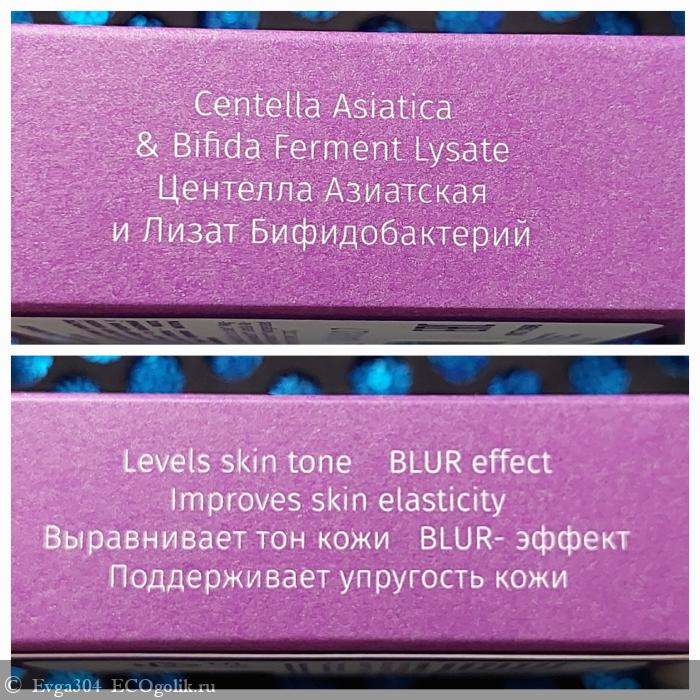 Centella Asiatica
& Bifida Ferment Lysate
Центелла Азиатская
и Лизат Бифидобактерий
Levels skin tone BLUR effect
Improves skin elasticity
Выравнивает тон кожи BLUR- эффект
Поддерживает упругость кожи
© Evga304 ECOgolik.ru